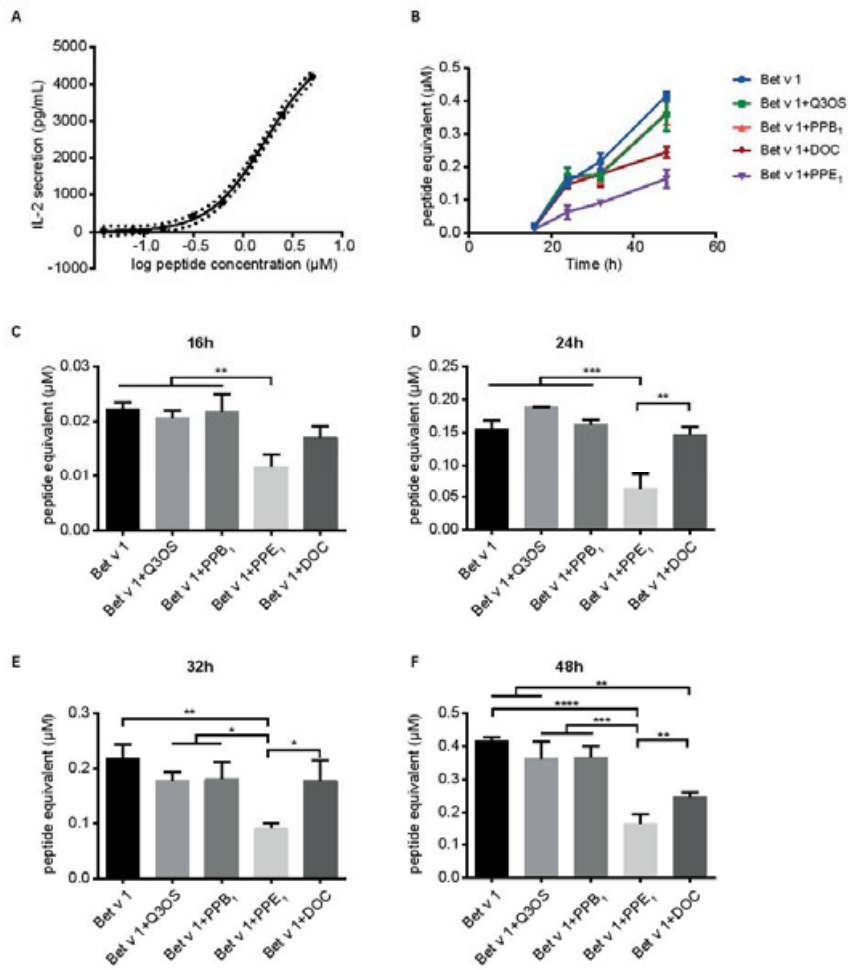 A
5000
4000
3000
2000
1000
0
-1000
IL-2 secretion (pg/mL)
-1.0 -0.5 0.0 0.5 1.0
log peptide concentration (µM)
B
0.5
0.4
0.3
0.2
0.1
0.0
peptide equivalent (µM)
0 20 40 60
Time (h)
Bet v 1
Bet v 1+Q3OS
Bet v 1+PPB₁
Bet v 1+DOC
Bet v 1+PPE₁
C
16h
0.03
0.02
0.01
0.00
peptide equivalent (µM)
**
Bet v 1
Bet v 1+Q3OS
Bet v 1+PPB₁
Bet v 1+PPE₁
Bet v 1+DOC
D
24h
0.25
0.20
0.15
0.10
0.05
0.00
peptide equivalent (µM)
***
**
Bet v 1
Bet v 1+Q3OS
Bet v 1+PPB₁
Bet v 1+PPE₁
Bet v 1+DOC
E
32h
0.3
0.2
0.1
0.0
peptide equivalent (µM)
**
*
*
Bet v 1
Bet v 1+Q3OS
Bet v 1+PPB₁
Bet v 1+PPE₁
Bet v 1+DOC
F
48h
0.5
0.4
0.3
0.2
0.1
0.0
peptide equivalent (µM)
**
****
***
**
Bet v 1
Bet v 1+Q3OS
Bet v 1+PPB₁
Bet v 1+PPE₁
Bet v 1+DOC